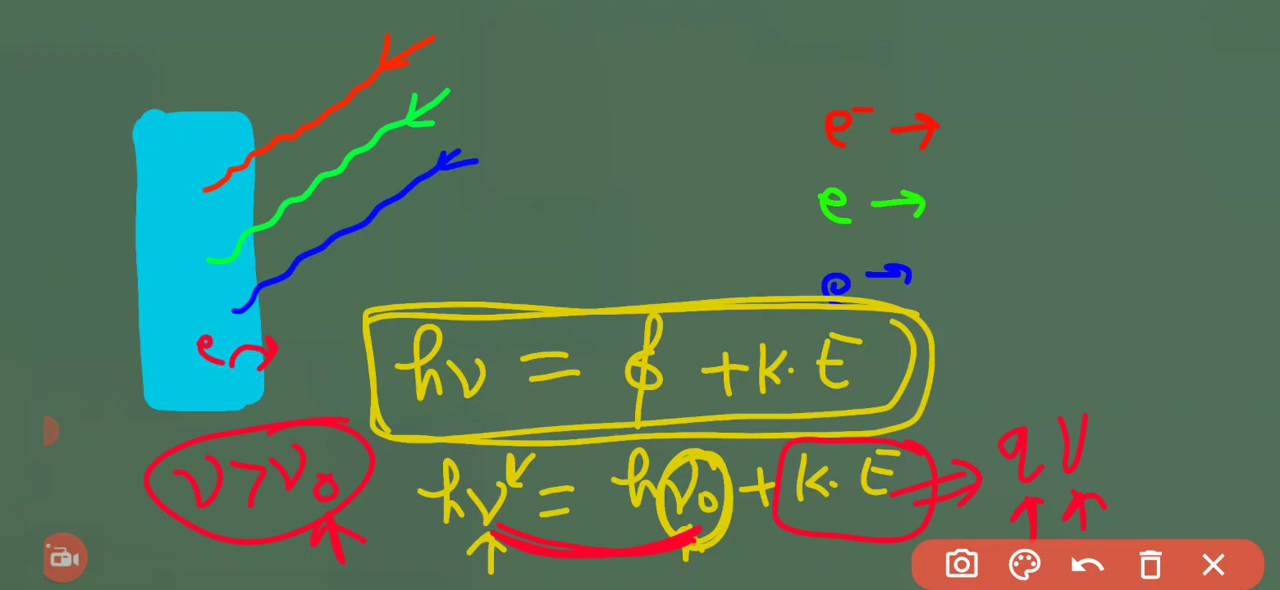 e⁻ →
e →
e →
e
hν = ϕ + K.E
ν > ν₀
hν = hν₀ + K.E ⇒ qV